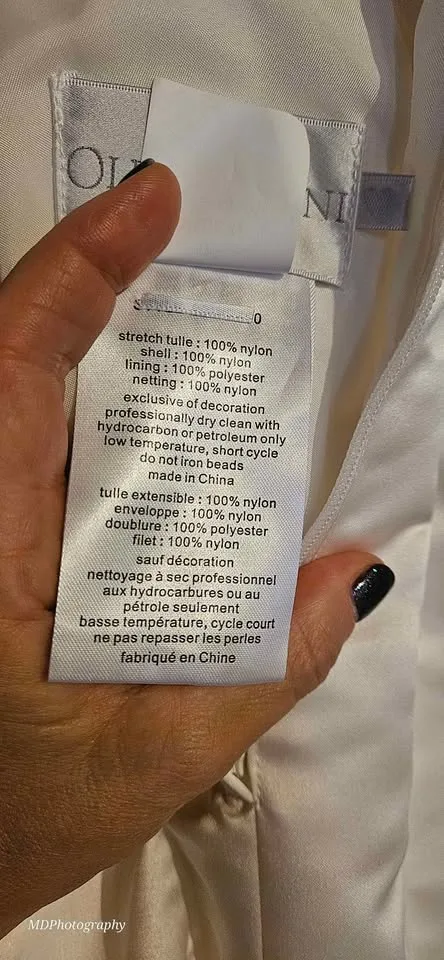 stretch tulle : 100% nylon
shell : 100% nylon
lining : 100% polyester
netting : 100% nylon
exclusive of decoration
professionally dry clean with
hydrocarbon or petroleum only
low temperature, short cycle
do not iron beads
made in China
tulle extensible : 100% nylon
enveloppe : 100% nylon
doublure : 100% polyester
filet : 100% nylon
sauf décoration
nettoyage à sec professionnel
aux hydrocarbures ou au
pétrole seulement
basse température, cycle court
ne pas repasser les perles
fabriqué en Chine
MDPhotography